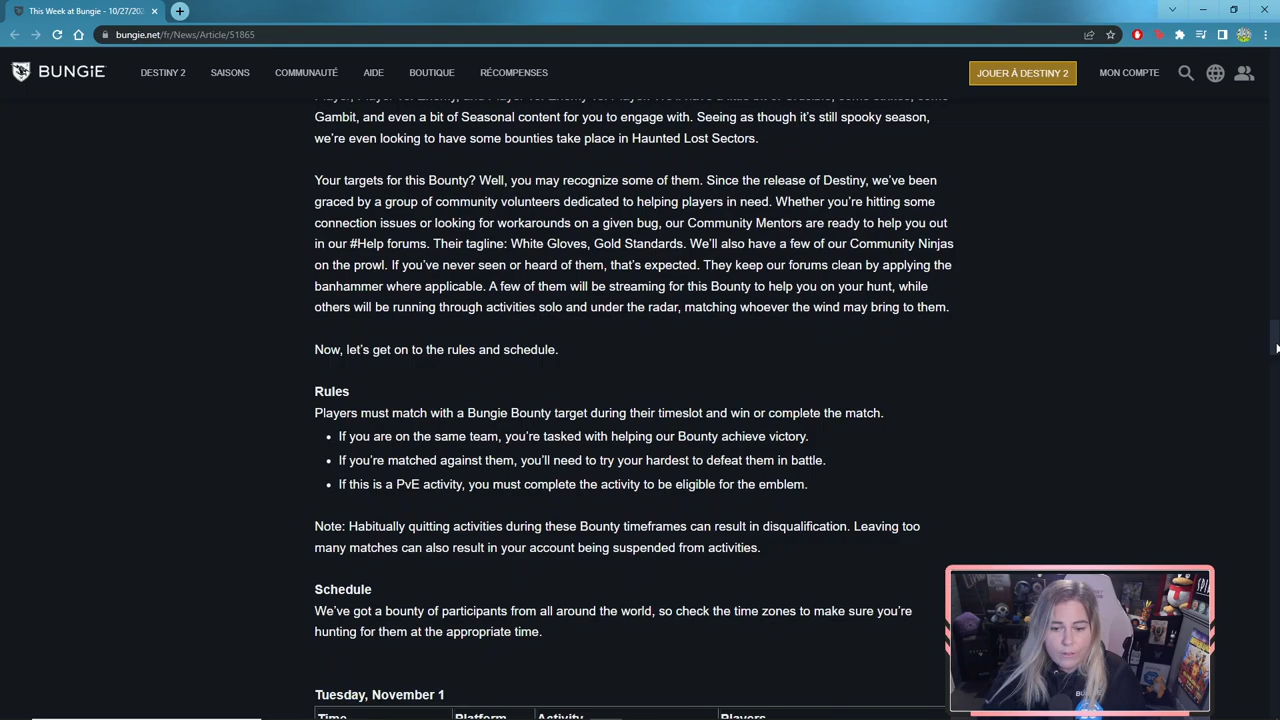 This Week at Bungie - 10/27/202
bungie.net/fr/News/Article/51865
BUNGiE
DESTINY 2
SAISONS
COMMUNAUTÉ
AIDE
BOUTIQUE
RÉCOMPENSES
JOUER À DESTINY 2
MON COMPTE
Gambit, and even a bit of Seasonal content for you to engage with. Seeing as though it's still spooky season,
we're even looking to have some bounties take place in Haunted Lost Sectors.
Your targets for this Bounty? Well, you may recognize some of them. Since the release of Destiny, we've been
graced by a group of community volunteers dedicated to helping players in need. Whether you're hitting some
connection issues or looking for workarounds on a given bug, our Community Mentors are ready to help you out
in our #Help forums. Their tagline: White Gloves, Gold Standards. We'll also have a few of our Community Ninjas
on the prowl. If you've never seen or heard of them, that's expected. They keep our forums clean by applying the
banhammer where applicable. A few of them will be streaming for this Bounty to help you on your hunt, while
others will be running through activities solo and under the radar, matching whoever the wind may bring to them.
Now, let's get on to the rules and schedule.
Rules
Players must match with a Bungie Bounty target during their timeslot and win or complete the match.
• If you are on the same team, you're tasked with helping our Bounty achieve victory.
• If you're matched against them, you'll need to try your hardest to defeat them in battle.
• If this is a PvE activity, you must complete the activity to be eligible for the emblem.
Note: Habitually quitting activities during these Bounty timeframes can result in disqualification. Leaving too
many matches can also result in your account being suspended from activities.
Schedule
We've got a bounty of participants from all around the world, so check the time zones to make sure you're
hunting for them at the appropriate time.
Tuesday, November 1
Time Platform Activity Players
BUNGiE